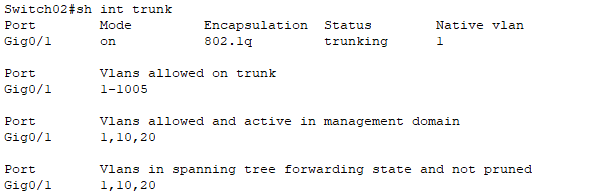 Switch02#sh int trunk
Port        Mode         Encapsulation  Status        Native vlan
Gig0/1      on           802.1q         trunking      1
Port        Vlans allowed on trunk
Gig0/1      1-1005
Port        Vlans allowed and active in management domain
Gig0/1      1,10,20
Port        Vlans in spanning tree forwarding state and not pruned
Gig0/1      1,10,20